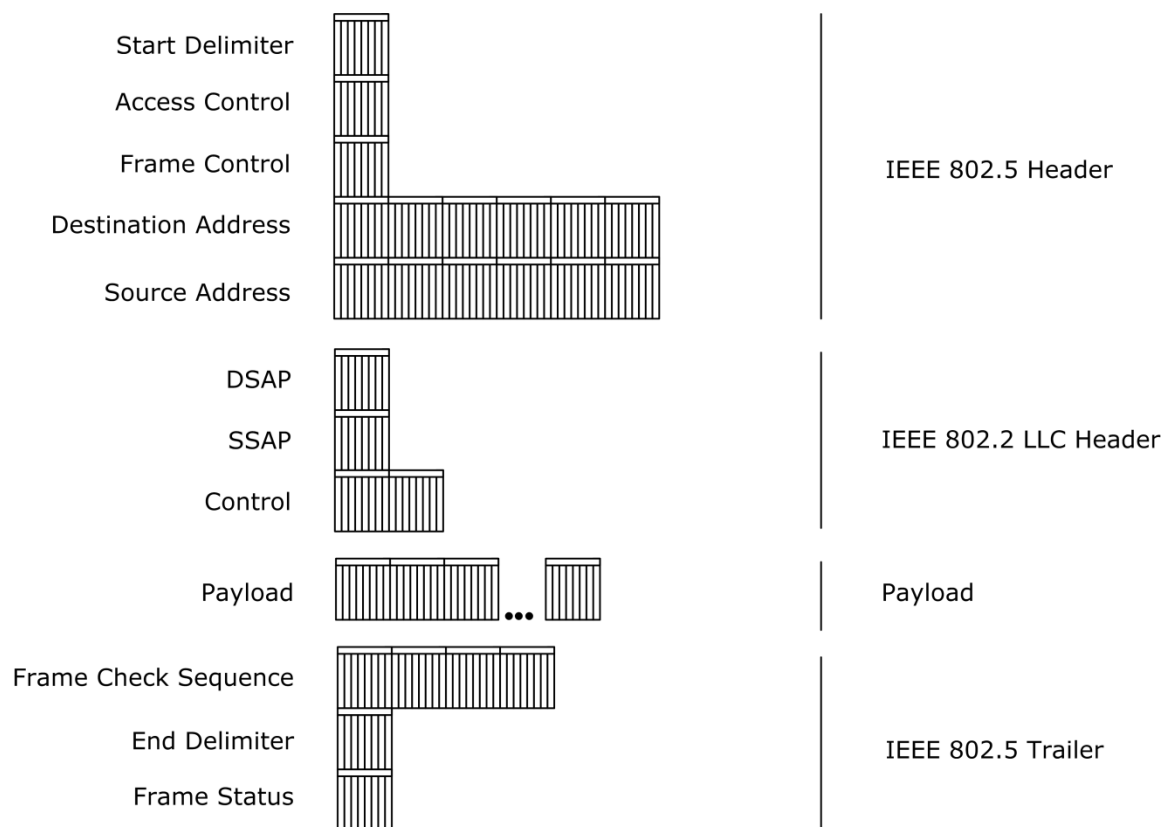 Start Delimiter
Access Control
Frame Control
IEEE 802.5 Header
Destination Address
Source Address
DSAP
SSAP
IEEE 802.2 LLC Header
Control
Payload
Payload
Frame Check Sequence
End Delimiter
IEEE 802.5 Trailer
Frame Status